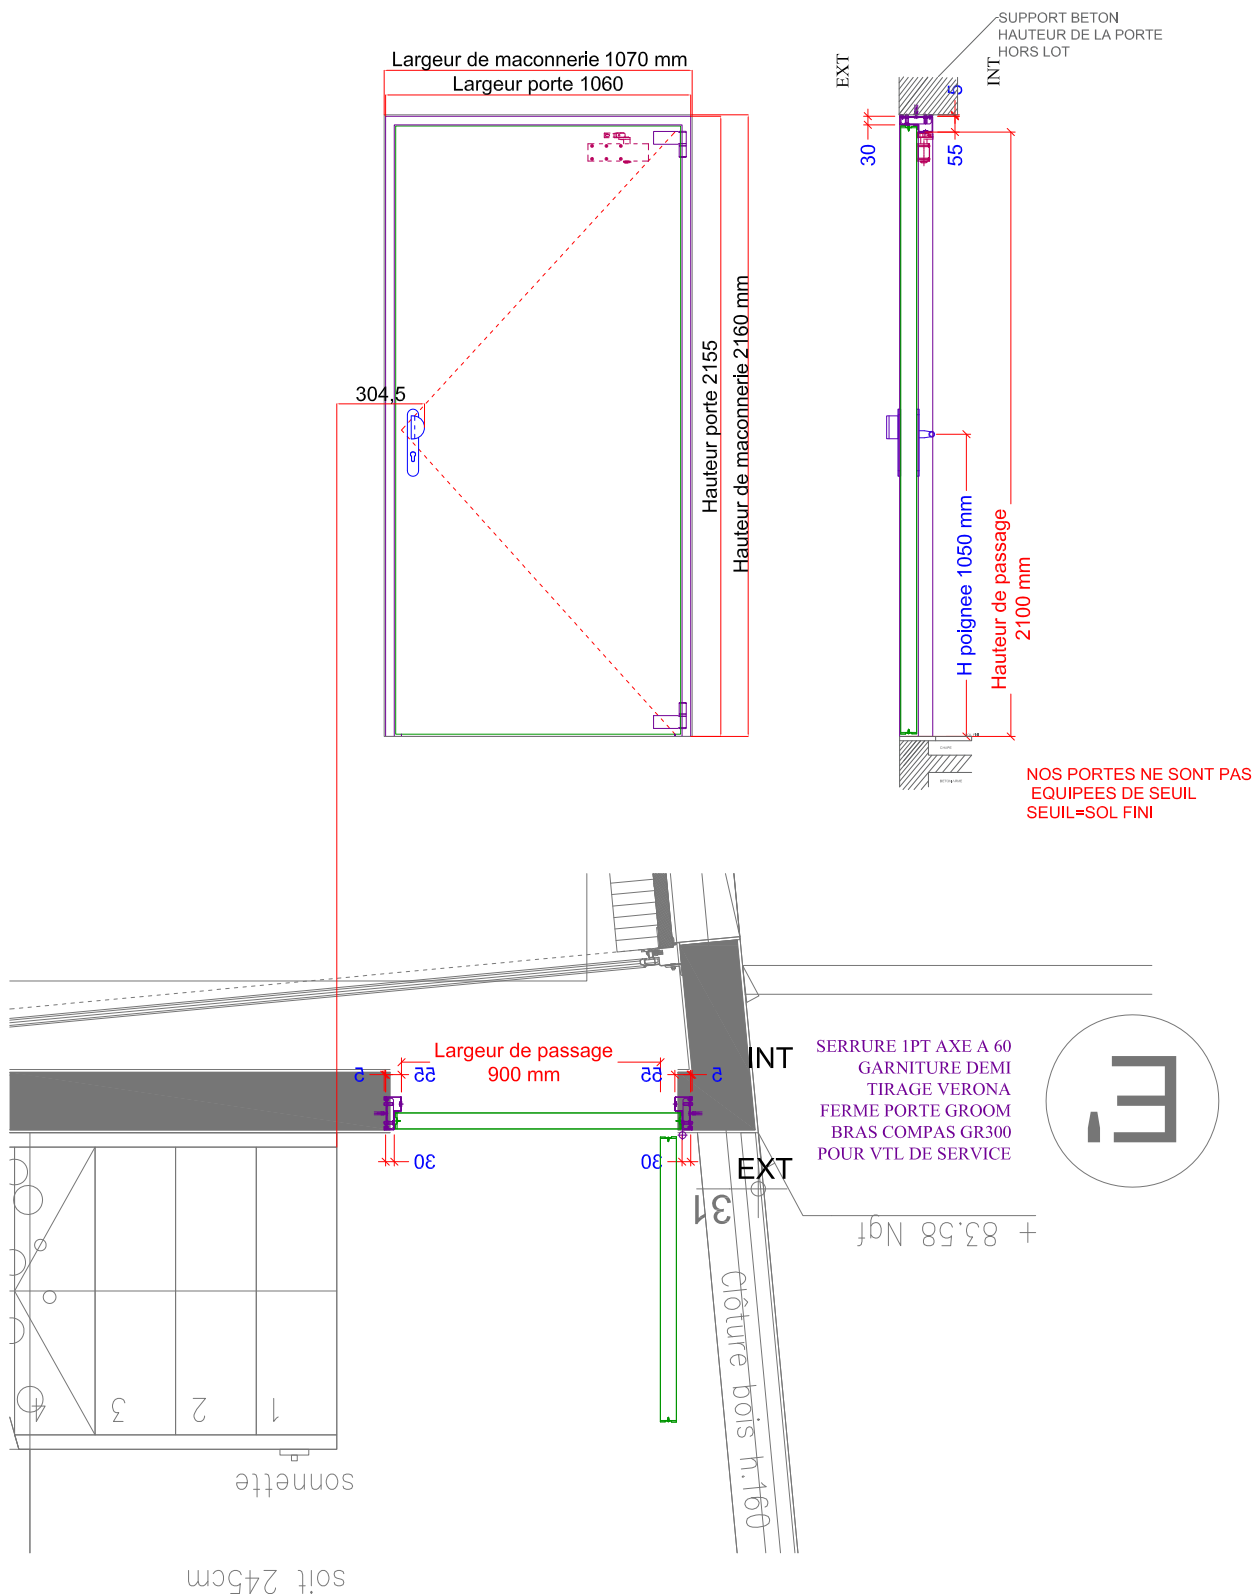 SUPPORT BETON
HAUTEUR DE LA PORTE
HORS LOT
EXT
INT
Largeur de maconnerie 1070 mm
Largeur porte 1060
5
30
55
304,5
Hauteur porte 2155
Hauteur de maconnerie 2160 mm
H poignee 1050 mm
Hauteur de passage
2100 mm
NOS PORTES NE SONT PAS
EQUIPEES DE SEUIL
SEUIL=SOL FINI
Largeur de passage
900 mm
5
55
55
5
30
30
INT
EXT
SERRURE 1PT AXE A 60
GARNITURE DEMI
TIRAGE VERONA
FERME PORTE GROOM
BRAS COMPAS GR300
POUR VTL DE SERVICE
E'
31
+ 83.58 Ngf
Clôture bois h.160
4
3
2
1
sonnette
soit 245cm